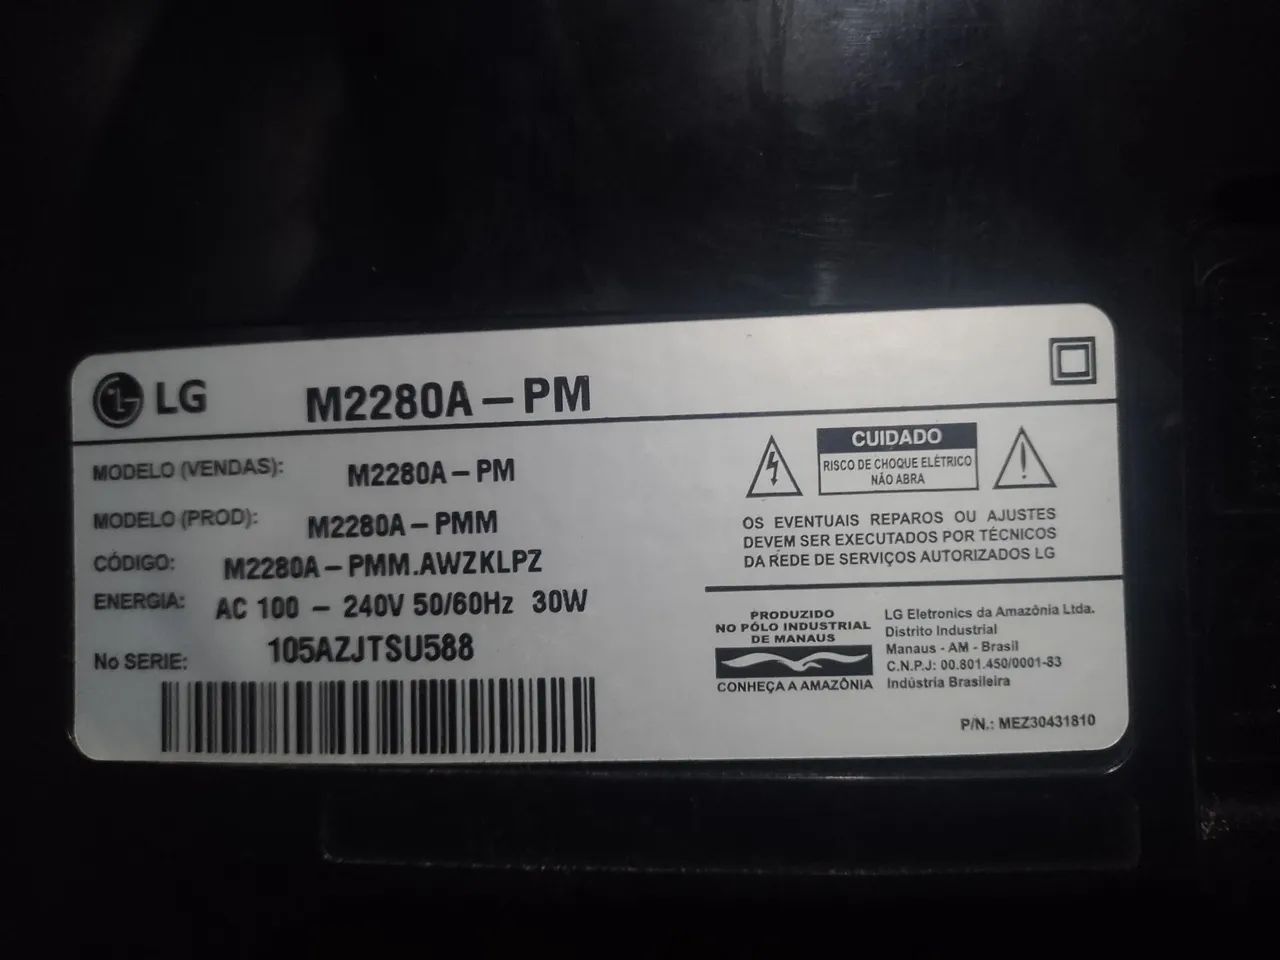 LG M2280A-PM
MODELO (VENDAS): M2280A-PM
MODELO (PROD): M2280A-PMM
CÓDIGO: M2280A-PMM.AWZKLPZ
ENERGIA: AC 100 - 240V 50/60Hz 30W
No SERIE: 105AZJTSU588
CUIDADO
RISCO DE CHOQUE ELÉTRICO
NÃO ABRA
OS EVENTUAIS REPAROS OU AJUSTES
DEVEM SER EXECUTADOS POR TÉCNICOS
DA REDE DE SERVIÇOS AUTORIZADOS LG
PRODUZIDO
NO PÓLO INDUSTRIAL
DE MANAUS
CONHEÇA A AMAZÔNIA
LG Eletronics da Amazônia Ltda.
Distrito Industrial
Manaus - AM - Brasil
C.N.P.J: 00.801.450/0001-83
Indústria Brasileira
P/N.: MEZ30431810